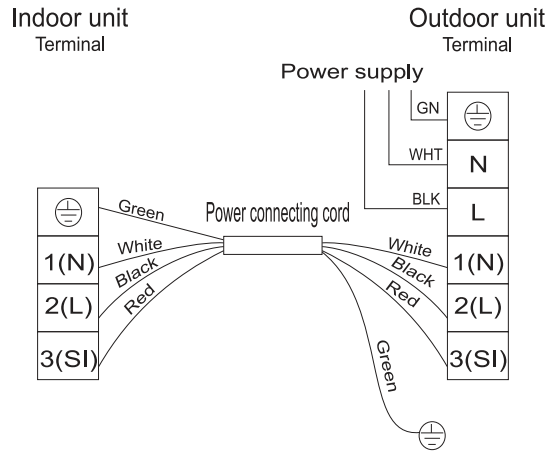 Indoor unit
Terminal
Outdoor unit
Terminal
Power supply
GN
WHT
N
BLK
L
Green
Power connecting cord
1(N)
White
White
1(N)
2(L)
Black
Black
2(L)
3(SI)
Red
Red
3(SI)
Green